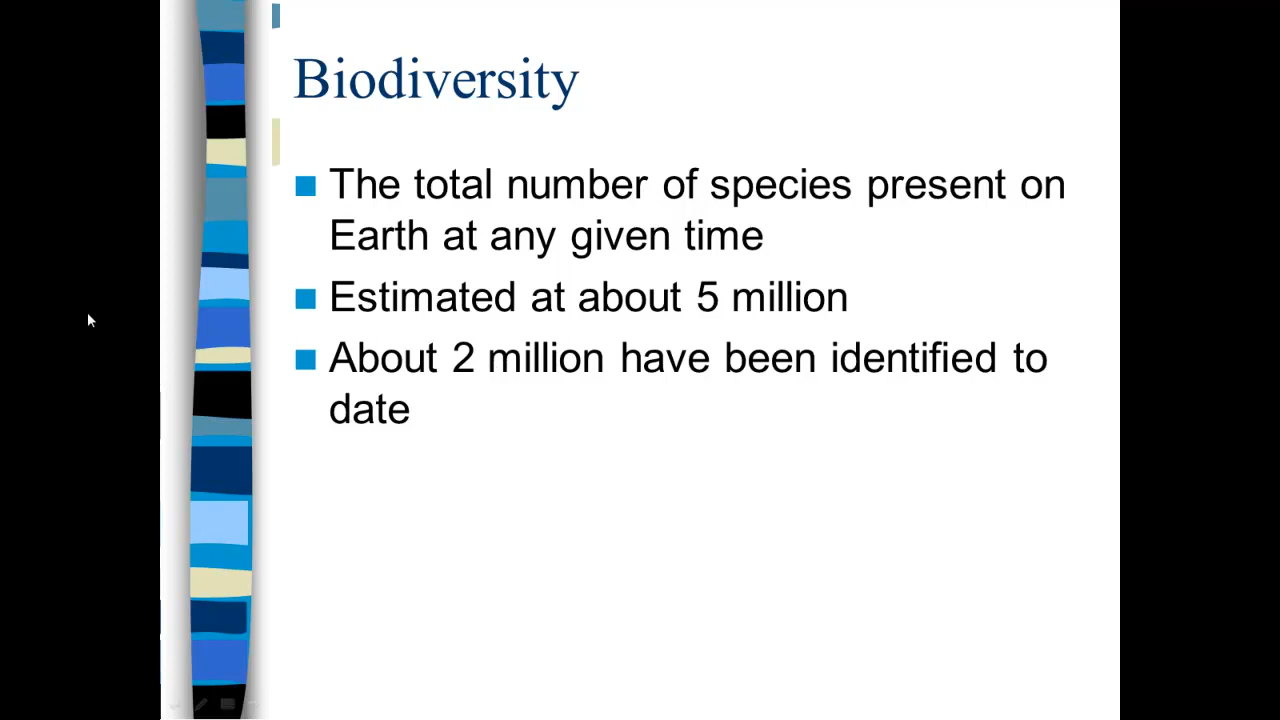 Biodiversity
The total number of species present on
Earth at any given time
Estimated at about 5 million
About 2 million have been identified to
date